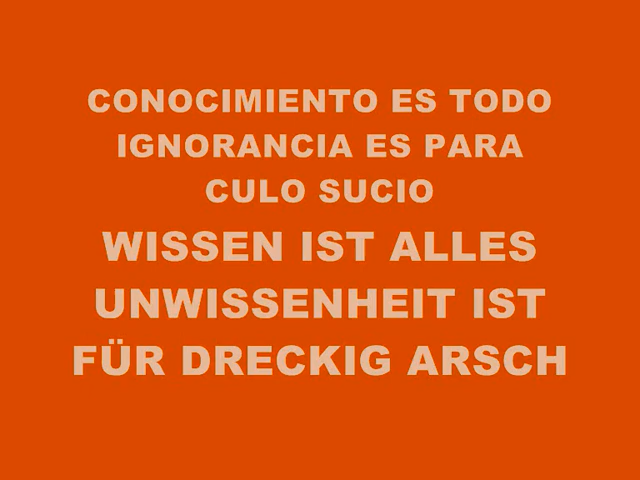 CONOCIMIENTO ES TODO
IGNORANCIA ES PARA
CULO SUCIO
WISSEN IST ALLES
UNWISSENHEIT IST
FÜR DRECKIG ARSCH